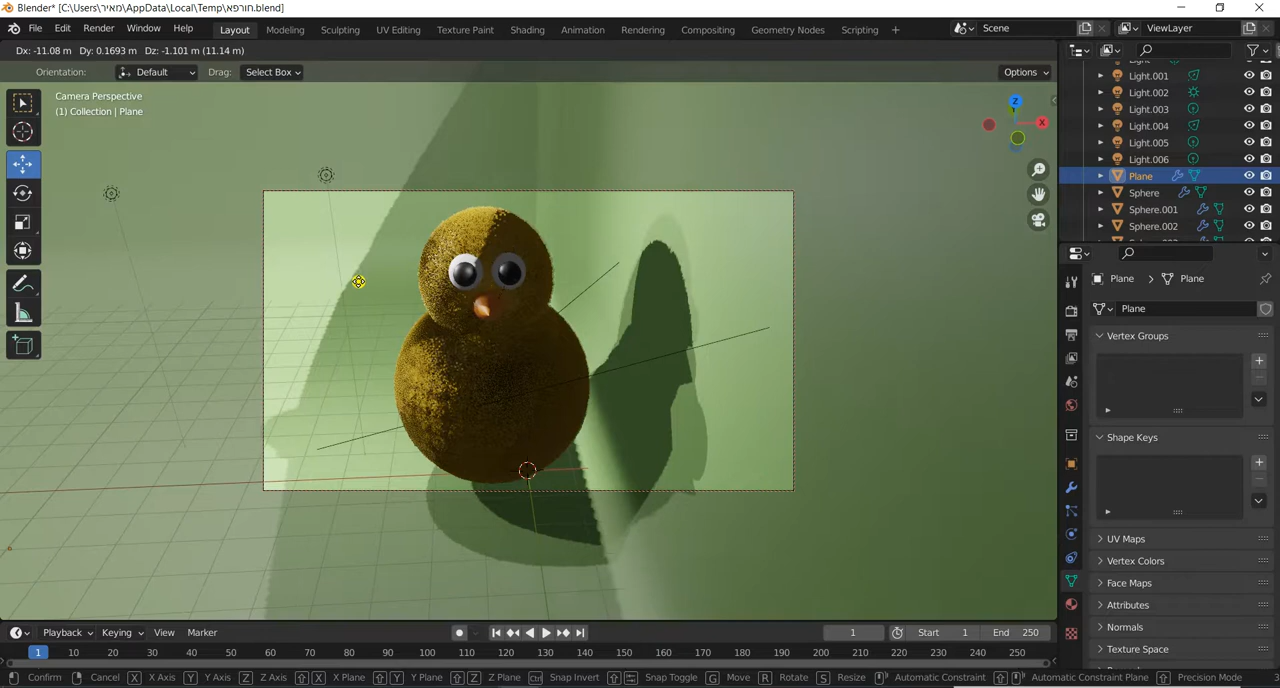 Blender* [C:\Users\מאיר\AppData\Local\Temp\חורפא.blend]
File Edit Render Window Help Layout Modeling Sculpting UV Editing Texture Paint Shading Animation Rendering Compositing Geometry Nodes Scripting + Scene ViewLayer
Dx: -11.08 m Dy: 0.1693 m Dz: -1.101 m (11.14 m)
Orientation: Default Drag: Select Box Options
Camera Perspective
(1) Collection | Plane
Z
X
Light.001
Light.002
Light.003
Light.004
Light.005
Light.006
Plane
Sphere
Sphere.001
Sphere.002
Plane > Plane
Plane
Vertex Groups
Shape Keys
UV Maps
Vertex Colors
Face Maps
Attributes
Normals
Texture Space
Playback Keying View Marker 1 Start 1 End 250
1 10 20 30 40 50 60 70 80 90 100 110 120 130 140 150 160 170 180 190 200 210 220 230 240 250
Confirm Cancel X X Axis Y Y Axis Z Z Axis X X Plane Y Y Plane Z Z Plane Ctrl Snap Invert Snap Toggle G Move R Rotate S Resize Automatic Constraint Automatic Constraint Plane Precision Mode